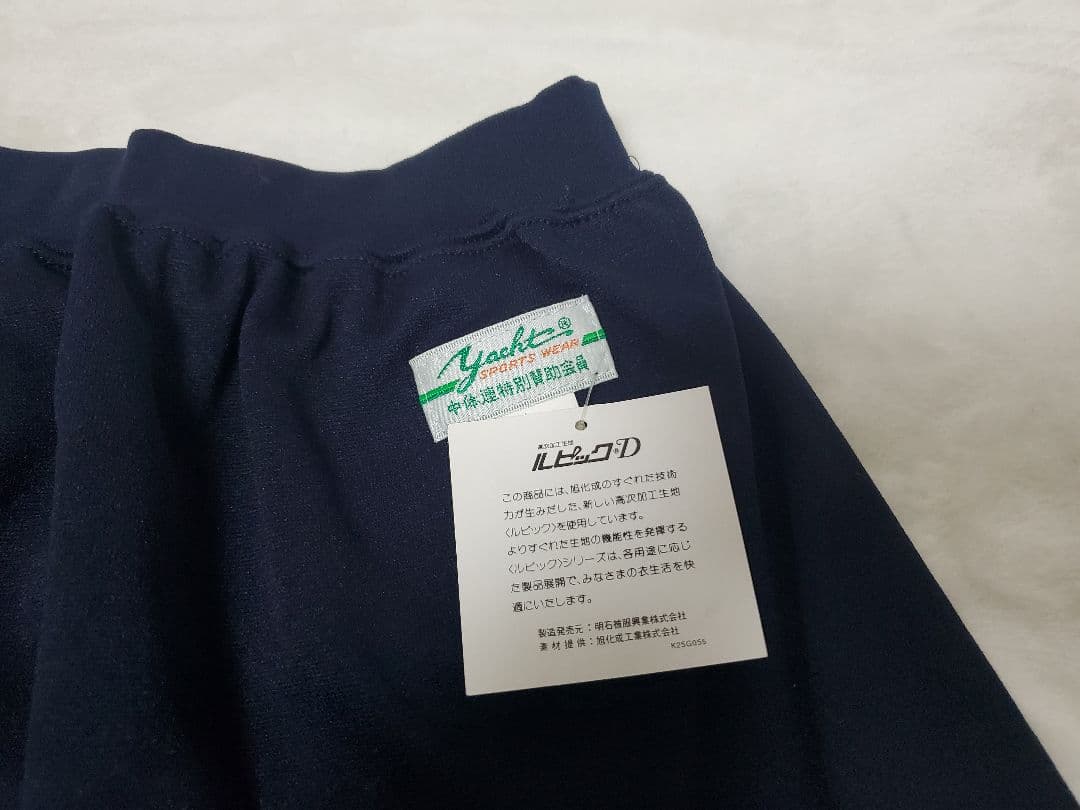 yacht®
SPORTS WEAR
中体連特別賛助会員
高次加工生地
ルピック®D
この商品には、旭化成のすぐれた技術
力が生みだした、新しい高次加工生地
〈ルピック〉を使用しています。
よりすぐれた生地の機能性を発揮する
〈ルピック〉シリーズは、各用途に応じ
た製品展開で、みなさまの衣生活を快
適にいたします。
製造発売元：明石被服興業株式会社
素材提供：旭化成工業株式会社
K25G05s